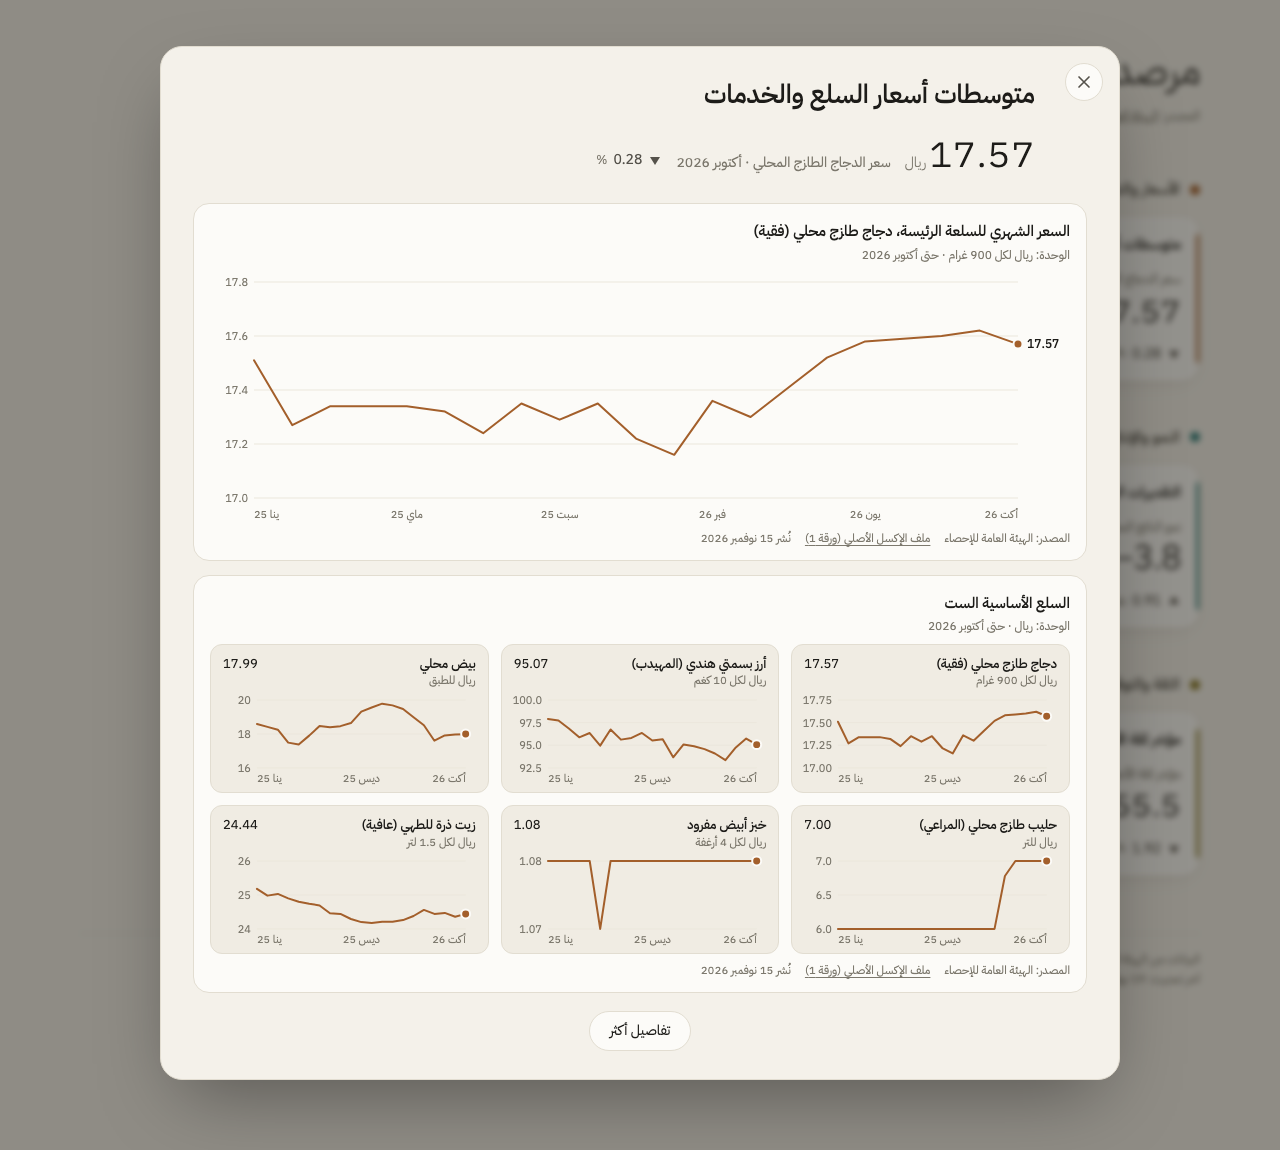 متوسطات أسعار السلع والخدمات
17.57 ريال سعر الدجاج الطازج المحلي · أكتوبر 2026 ▼ 0.28 %
السعر الشهري للسلعة الرئيسة، دجاج طازج محلي (فقية)
الوحدة: ريال لكل 900 غرام · حتى أكتوبر 2026
17.8
17.6
17.57
17.4
17.2
17.0
ينا 25 ماي 25 سبت 25 فبر 26 يون 26 أكت 26
المصدر: الهيئة العامة للإحصاء ملف الإكسل الأصلي (ورقة 1) نُشر 15 نوفمبر 2026
السلع الأساسية الست
الوحدة: ريال · حتى أكتوبر 2026
دجاج طازج محلي (فقية) 17.57
ريال لكل 900 غرام
17.75
17.50
17.25
17.00
ينا 25 ديس 25 أكت 26
أرز بسمتي هندي (المهيدب) 95.07
ريال لكل 10 كغم
100.0
97.5
95.0
92.5
ينا 25 ديس 25 أكت 26
بيض محلي 17.99
ريال للطبق
20
18
16
ينا 25 ديس 25 أكت 26
حليب طازج محلي (المراعي) 7.00
ريال للتر
7.0
6.5
6.0
ينا 25 ديس 25 أكت 26
خبز أبيض مفرود 1.08
ريال لكل 4 أرغفة
1.08
1.07
ينا 25 ديس 25 أكت 26
زيت ذرة للطهي (عافية) 24.44
ريال لكل 1.5 لتر
26
25
24
ينا 25 ديس 25 أكت 26
المصدر: الهيئة العامة للإحصاء ملف الإكسل الأصلي (ورقة 1) نُشر 15 نوفمبر 2026
تفاصيل أكثر